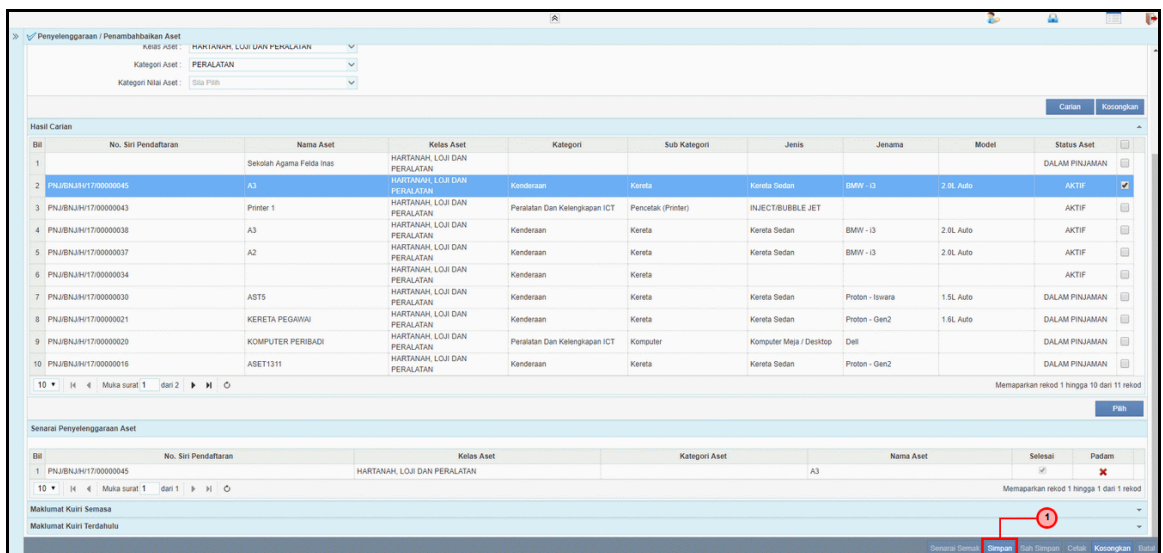 Penyelenggaraan / Penambahbaikan Aset
Kelas Aset : HARTANAH, LOJI DAN PERALATAN
Kategori Aset : PERALATAN
Kategori Nilai Aset : Sila Pilih
Carian Kosongkan
Hasil Carian
Bil No. Siri Pendaftaran Nama Aset Kelas Aset Kategori Sub Kategori Jenis Jenama Model Status Aset
1 Sekolah Agama Felda Inas HARTANAH, LOJI DAN PERALATAN DALAM PINJAMAN
2 PNJ/BNJ/H/17/00000045 A3 HARTANAH, LOJI DAN PERALATAN Kenderaan Kereta Kereta Sedan BMW - i3 2.0L Auto AKTIF
3 PNJ/BNJ/H/17/00000043 Printer 1 HARTANAH, LOJI DAN PERALATAN Peralatan Dan Kelengkapan ICT Pencetak (Printer) INJECT/BUBBLE JET AKTIF
4 PNJ/BNJ/H/17/00000038 A3 HARTANAH, LOJI DAN PERALATAN Kenderaan Kereta Kereta Sedan BMW - i3 2.0L Auto AKTIF
5 PNJ/BNJ/H/17/00000037 A2 HARTANAH, LOJI DAN PERALATAN Kenderaan Kereta Kereta Sedan BMW - i3 2.0L Auto AKTIF
6 PNJ/BNJ/H/17/00000034 HARTANAH, LOJI DAN PERALATAN Kenderaan Kereta AKTIF
7 PNJ/BNJ/H/17/00000030 AST5 HARTANAH, LOJI DAN PERALATAN Kenderaan Kereta Kereta Sedan Proton - Iswara 1.5L Auto DALAM PINJAMAN
8 PNJ/BNJ/H/17/00000021 KERETA PEGAWAI HARTANAH, LOJI DAN PERALATAN Kenderaan Kereta Kereta Sedan Proton - Gen2 1.6L Auto DALAM PINJAMAN
9 PNJ/BNJ/H/17/00000020 KOMPUTER PERIBADI HARTANAH, LOJI DAN PERALATAN Peralatan Dan Kelengkapan ICT Komputer Komputer Meja / Desktop Dell DALAM PINJAMAN
10 PNJ/BNJ/H/17/00000016 ASET1311 HARTANAH, LOJI DAN PERALATAN Kenderaan Kereta Kereta Sedan Proton - Gen2 DALAM PINJAMAN
10 Muka surat 1 dari 2 Memaparkan rekod 1 hingga 10 dari 11 rekod
Pilih
Senarai Penyelenggaraan Aset
Bil No. Siri Pendaftaran Kelas Aset Kategori Aset Nama Aset Selesai Padam
1 PNJ/BNJ/H/17/00000045 HARTANAH, LOJI DAN PERALATAN A3
10 Muka surat 1 dari 1 Memaparkan rekod 1 hingga 1 dari 1 rekod
Maklumat Kuiri Semasa
1
Maklumat Kuiri Terdahulu
Senarai Semak Simpan Sah Simpan Cetak Kosongkan Batal